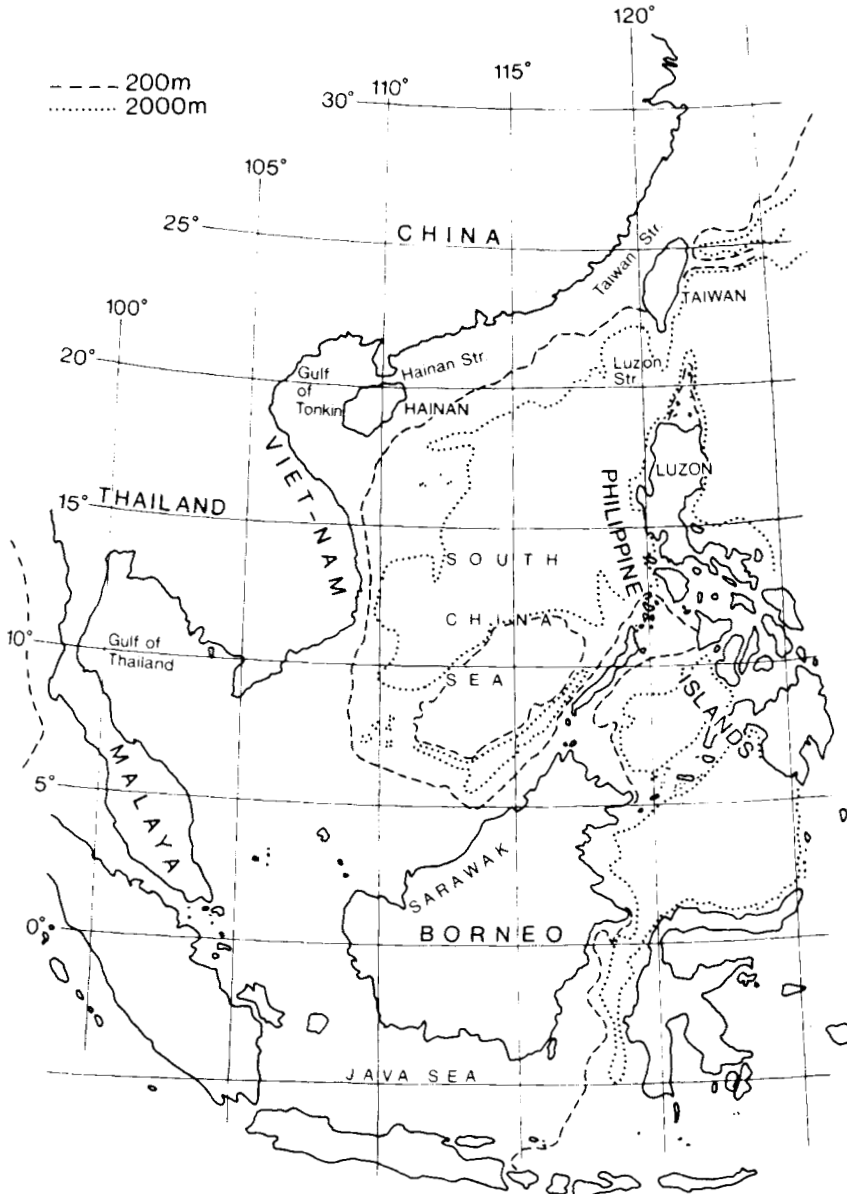 120°
- - - - 200m
115°
110°
30°
........... 2000m
105°
25°
CHINA
Taiwan Str.
TAIWAN
100°
20°
Hainan Str
Luzon
Str
Gulf
of
Tonkin
HAINAN
VIET-NAM
LUZON
THAILAND
15°
PHILIPPINE
SOUTH
CHINA
10°
Gulf of
Thailand
SEA
ISLANDS
MALAYA
5°
SARAWAK
0°
BORNEO
JAVA SEA